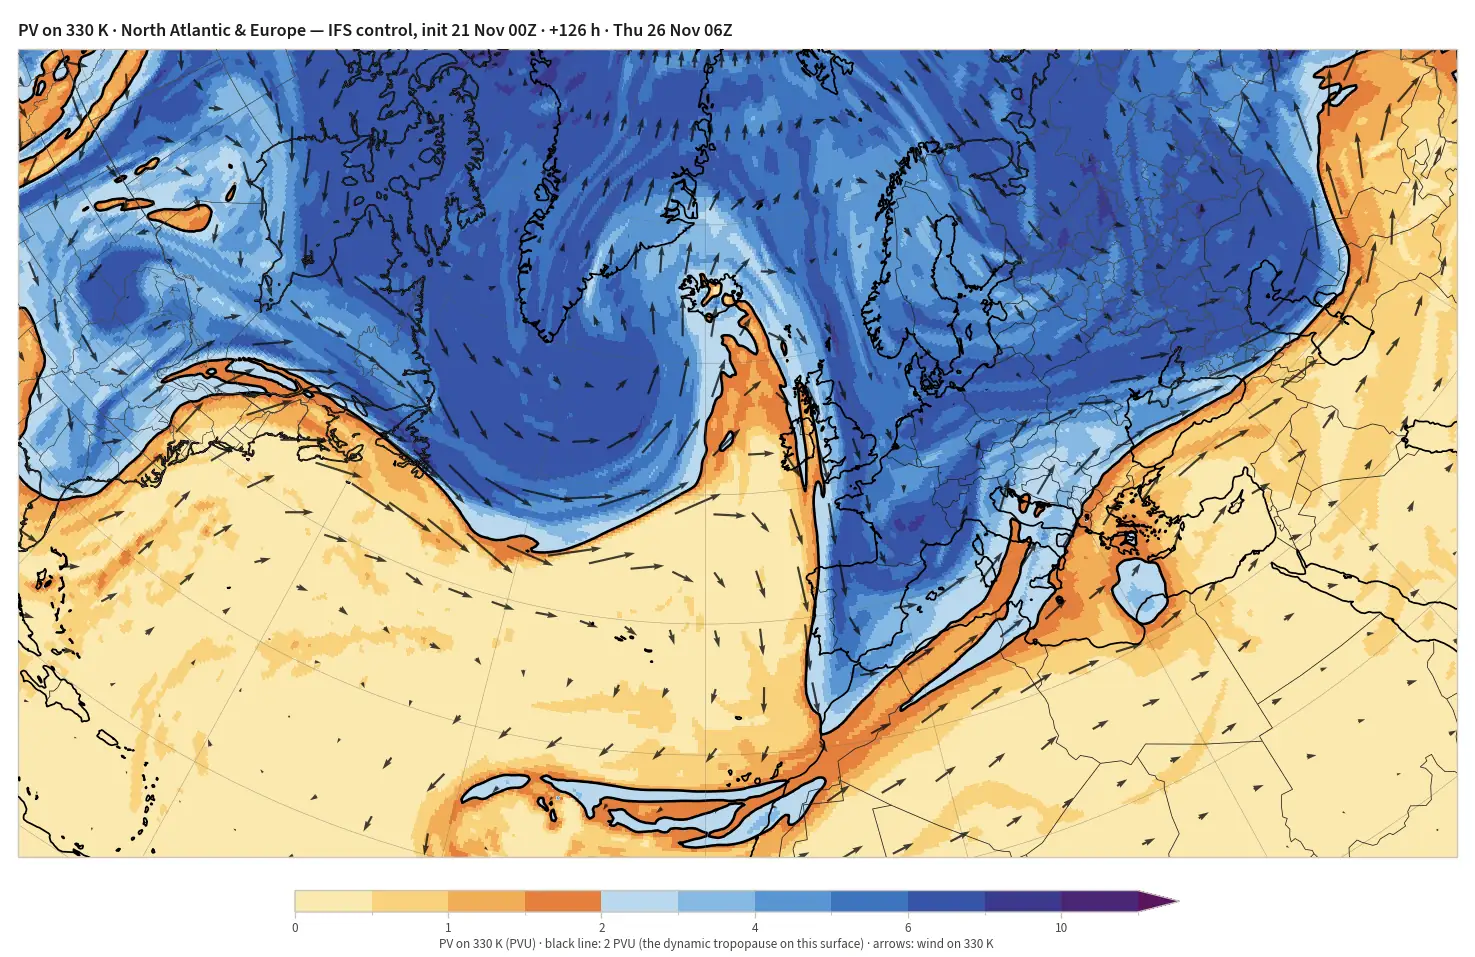 PV on 330 K · North Atlantic & Europe — IFS control, init 21 Nov 00Z · +126 h · Thu 26 Nov 06Z
0 1 2 4 6 10
PV on 330 K (PVU) · black line: 2 PVU (the dynamic tropopause on this surface) · arrows: wind on 330 K